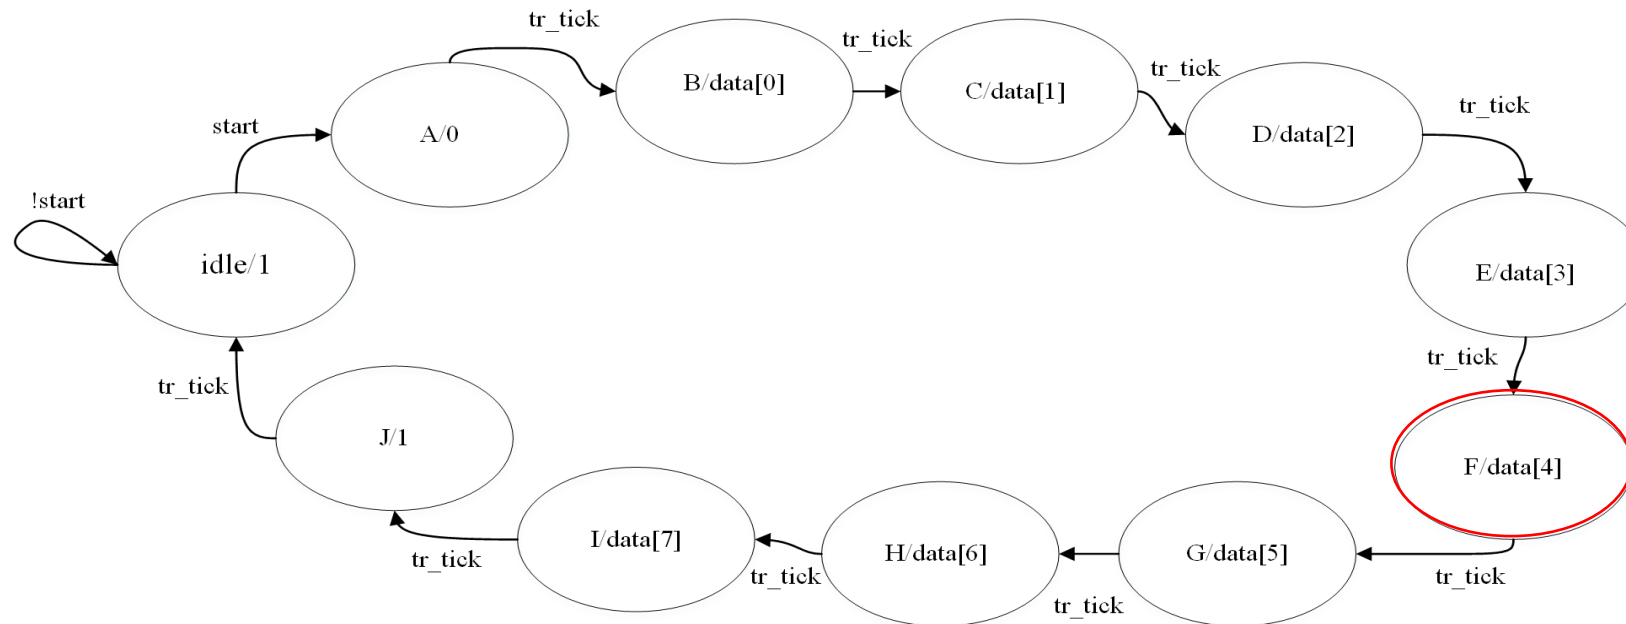 tr_tick
tr_tick
B/data[0]
C/data[1]
tr_tick
tr_tick
start
A/0
D/data[2]
!start
idle/1
E/data[3]
tr_tick
tr_tick
J/1
F/data[4]
I/data[7]
H/data[6]
G/data[5]
tr_tick
tr_tick
tr_tick
tr_tick